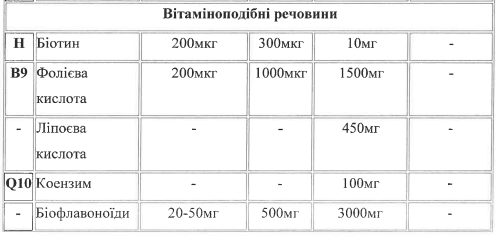 Вітаміноподібні речовини
Н Біотин 200мкг 300мкг 10мг -
В9 Фолієва кислота 200мкг 1000мкг 1500мг -
- Ліпоєва кислота - - 450мг -
Q10 Коензим - - 100мг -
- Біофлавоноїди 20-50мг 500мг 3000мг -